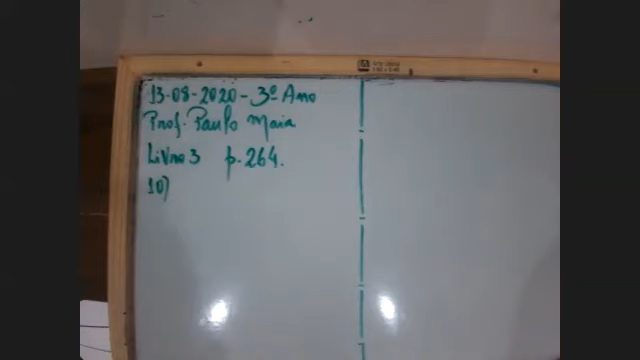 13-08-2020 - 3º Ano
Prof. Paulo Maia
Livro 3 p. 264.
10)